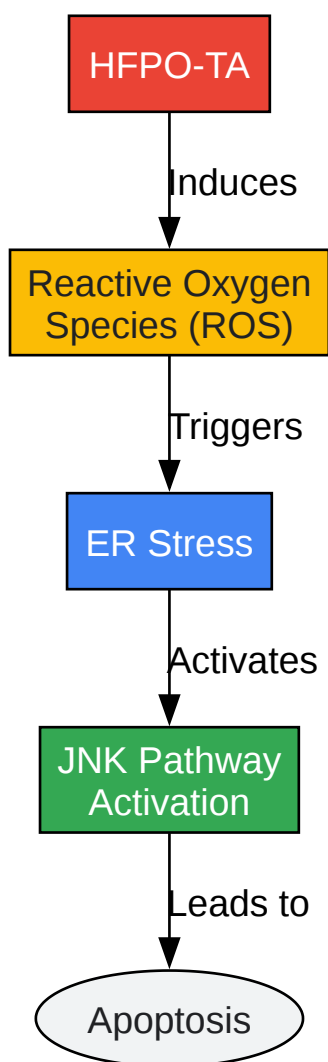 HFPO-TA
Induces
Reactive Oxygen
Species (ROS)
Triggers
ER Stress
Activates
JNK Pathway
Activation
Leads to
Apoptosis